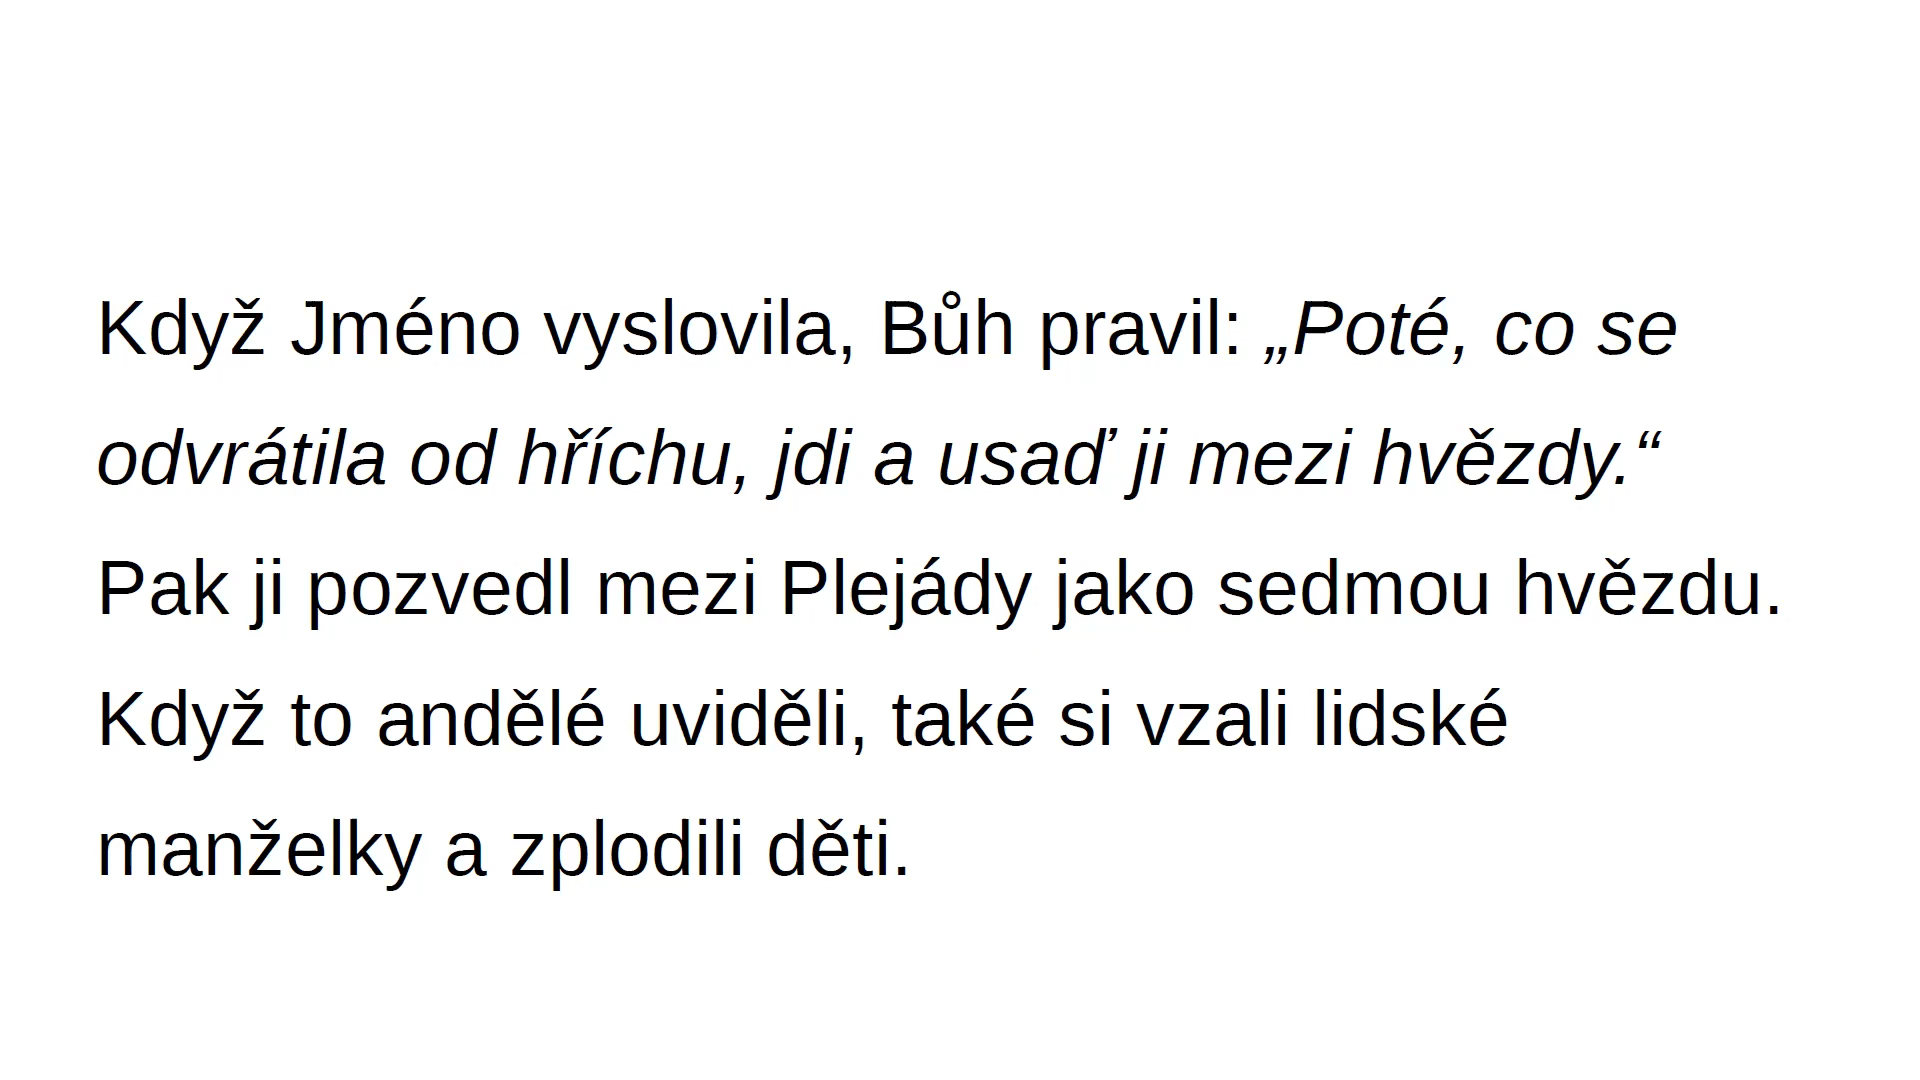 Když Jméno vyslovila, Bůh pravil: „Poté, co se
odvrátila od hříchu, jdi a usaď ji mezi hvězdy.“
Pak ji pozvedl mezi Plejády jako sedmou hvězdu.
Když to andělé uviděli, také si vzali lidské
manželky a zplodili děti.